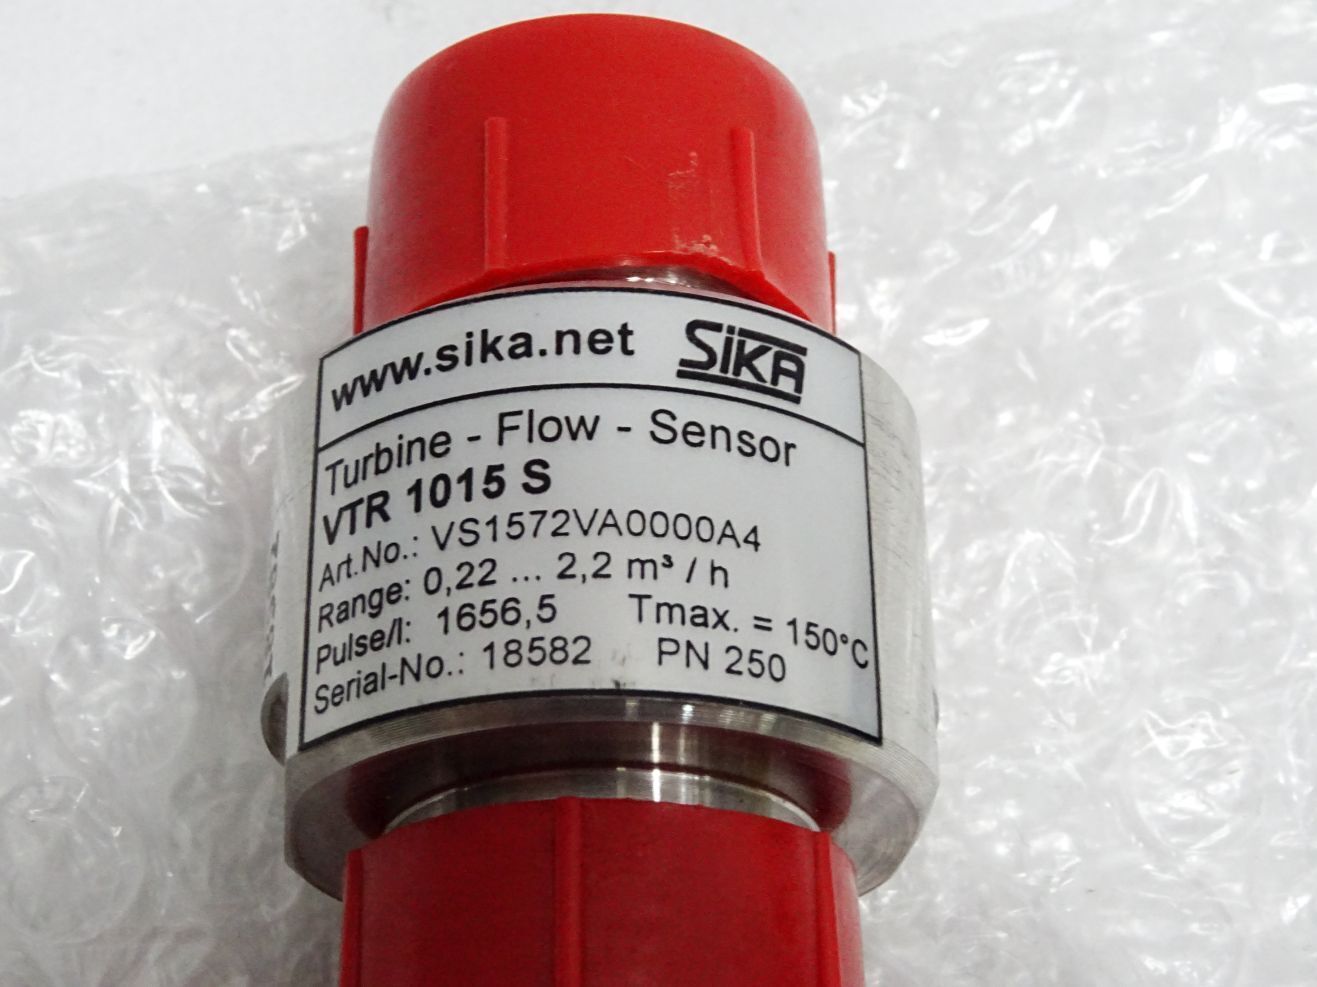 www.sika.net SIKA
Turbine - Flow - Sensor
VTR 1015 S
Art.No.: VS1572VA0000A4
Range: 0,22 ... 2,2 m³ / h
Pulse/l: 1656,5 Tmax. = 150°C
Serial-No.: 18582 PN 250